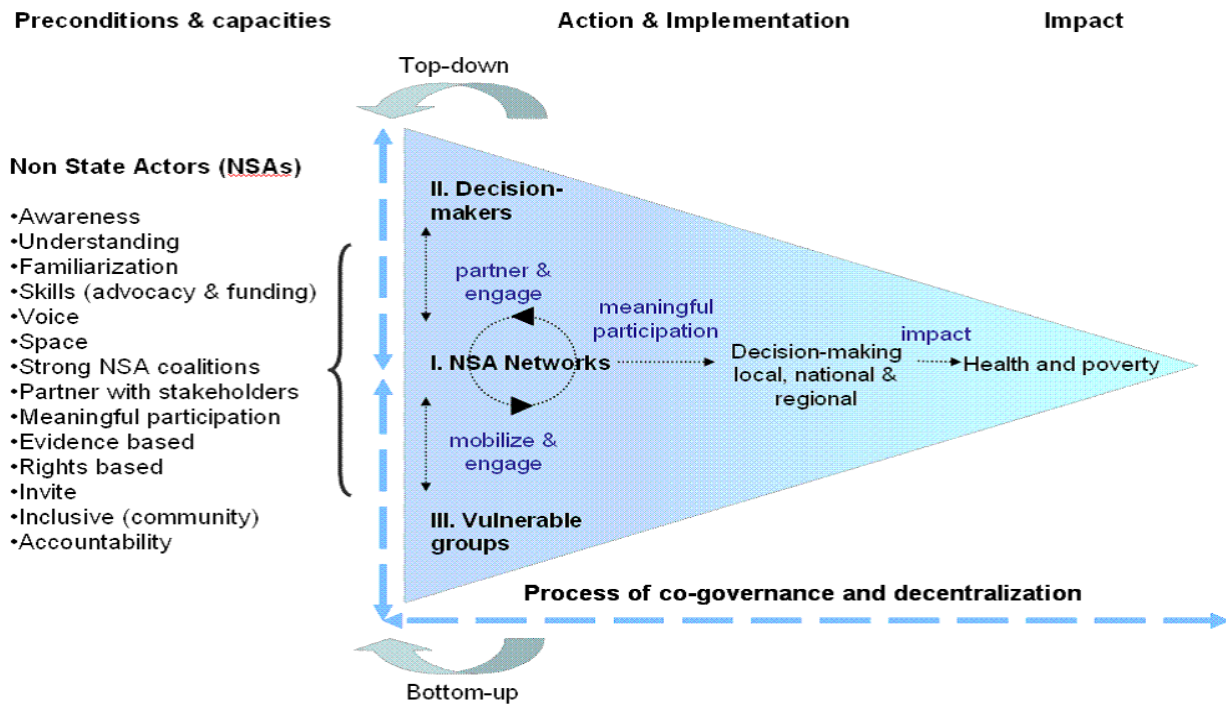 Preconditions & capacities
Action & Implementation
Impact
Top-down
Non State Actors (NSAs)
•Awareness
•Understanding
•Familiarization
•Skills (advocacy & funding)
•Voice
•Space
•Strong NSA coalitions
•Partner with stakeholders
•Meaningful participation
•Evidence based
•Rights based
•Invite
•Inclusive (community)
•Accountability
II. Decision-
makers
partner &
engage
I. NSA Networks
mobilize &
engage
III. Vulnerable
groups
meaningful
participation
Decision-making
local, national &
regional
impact
Health and poverty
Process of co-governance and decentralization
Bottom-up